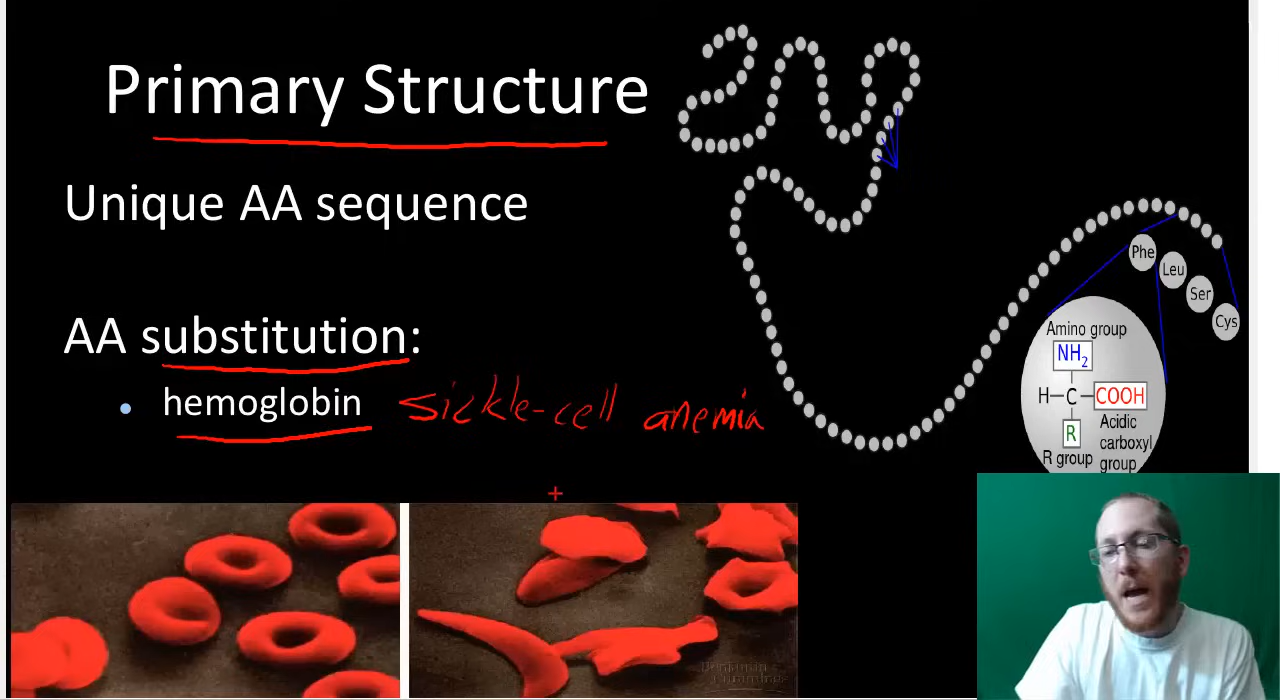 Primary Structure
Unique AA sequence
AA substitution:
• hemoglobin sickle-cell anemia
Phe
Leu
Ser
Cys
Amino group
NH2
H—C—COOH
R
Acidic
carboxyl
group
R group